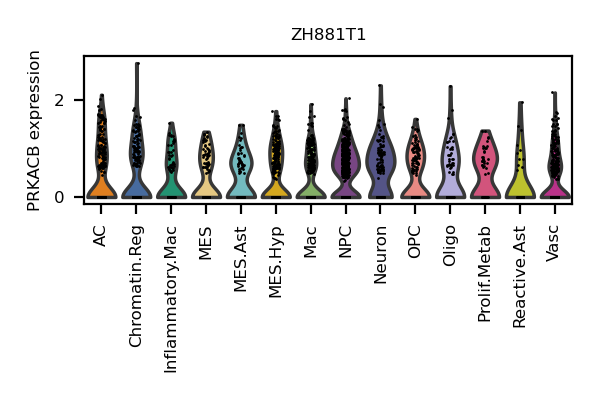 ZH881T1
PRKACB expression
2
0
AC
Chromatin.Reg
Inflammatory.Mac
MES
MES.Ast
MES.Hyp
Mac
NPC
Neuron
OPC
Oligo
Prolif.Metab
Reactive.Ast
Vasc